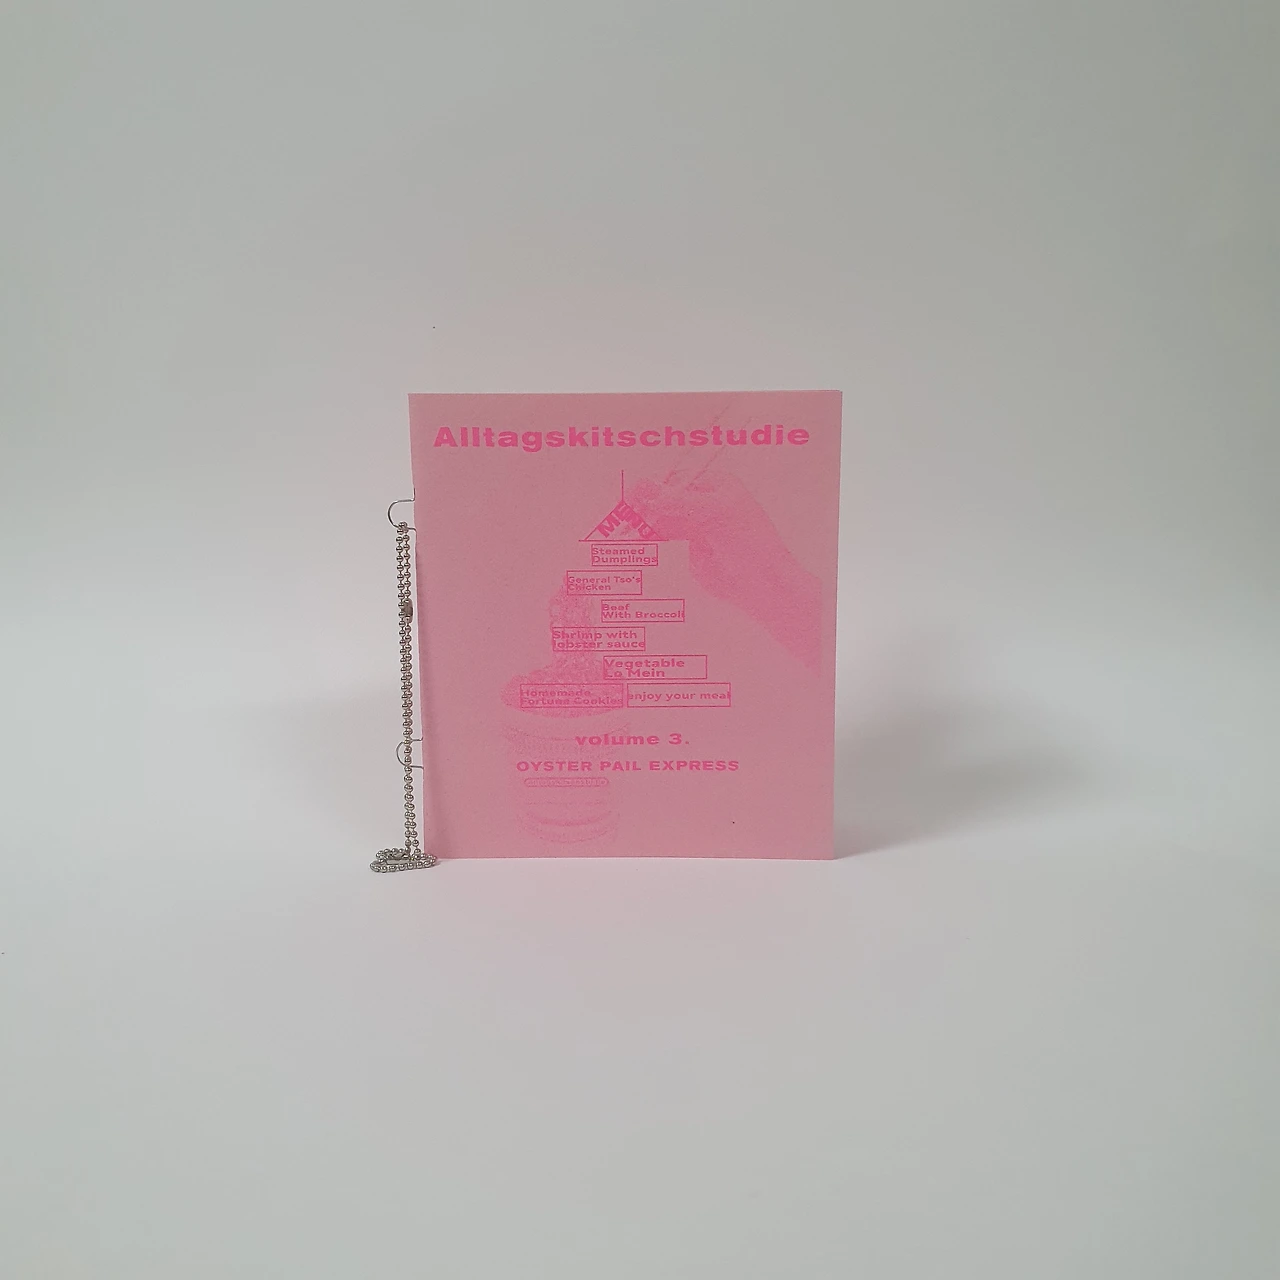 Alltagskitschstudie
MENU
Steamed
Dumplings
General Tso's
Chicken
Beef
With Broccoli
Shrimp with
lobster sauce
Vegetable
Lo Mein
Homemade
Fortune Cookies
enjoy your meal
volume 3.
OYSTER PAIL EXPRESS